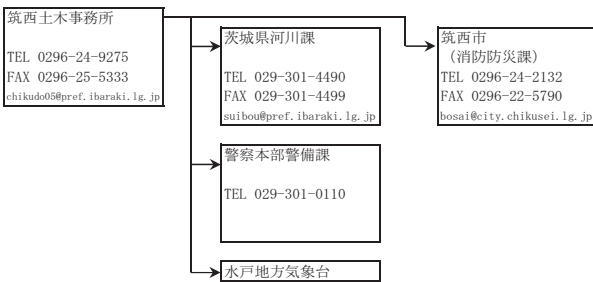 筑西土木事務所
TEL 0296-24-9275
FAX 0296-25-5333
chikudo05@pref.ibaraki.lg.jp
茨城県河川課
TEL 029-301-4490
FAX 029-301-4499
suibou@pref.ibaraki.lg.jp
筑西市
（消防防災課）
TEL 0296-24-2132
FAX 0296-22-5790
bosai@city.chikusei.lg.jp
警察本部警備課
TEL 029-301-0110
水戸地方気象台